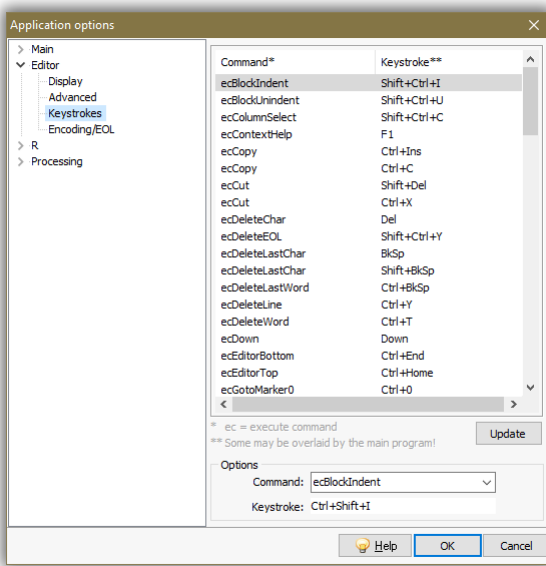 Application options
Main
Editor
Display
Advanced
Keystrokes
Encoding/EOL
R
Processing
Command* Keystroke**
ecBlockIndent Shift+Ctrl+I
ecBlockUnindent Shift+Ctrl+U
ecColumnSelect Shift+Ctrl+C
ecContextHelp F1
ecCopy Ctrl+Ins
ecCopy Ctrl+C
ecCut Shift+Del
ecCut Ctrl+X
ecDeleteChar Del
ecDeleteEOL Shift+Ctrl+Y
ecDeleteLastChar BkSp
ecDeleteLastChar Shift+BkSp
ecDeleteLastWord Ctrl+BkSp
ecDeleteLine Ctrl+Y
ecDeleteWord Ctrl+T
ecDown Down
ecEditorBottom Ctrl+End
ecEditorTop Ctrl+Home
ecGotoMarker0 Ctrl+0
* ec = execute command
** Some may be overlaid by the main program!
Update
Options
Command: ecBlockIndent
Keystroke: Ctrl+Shift+I
Help OK Cancel